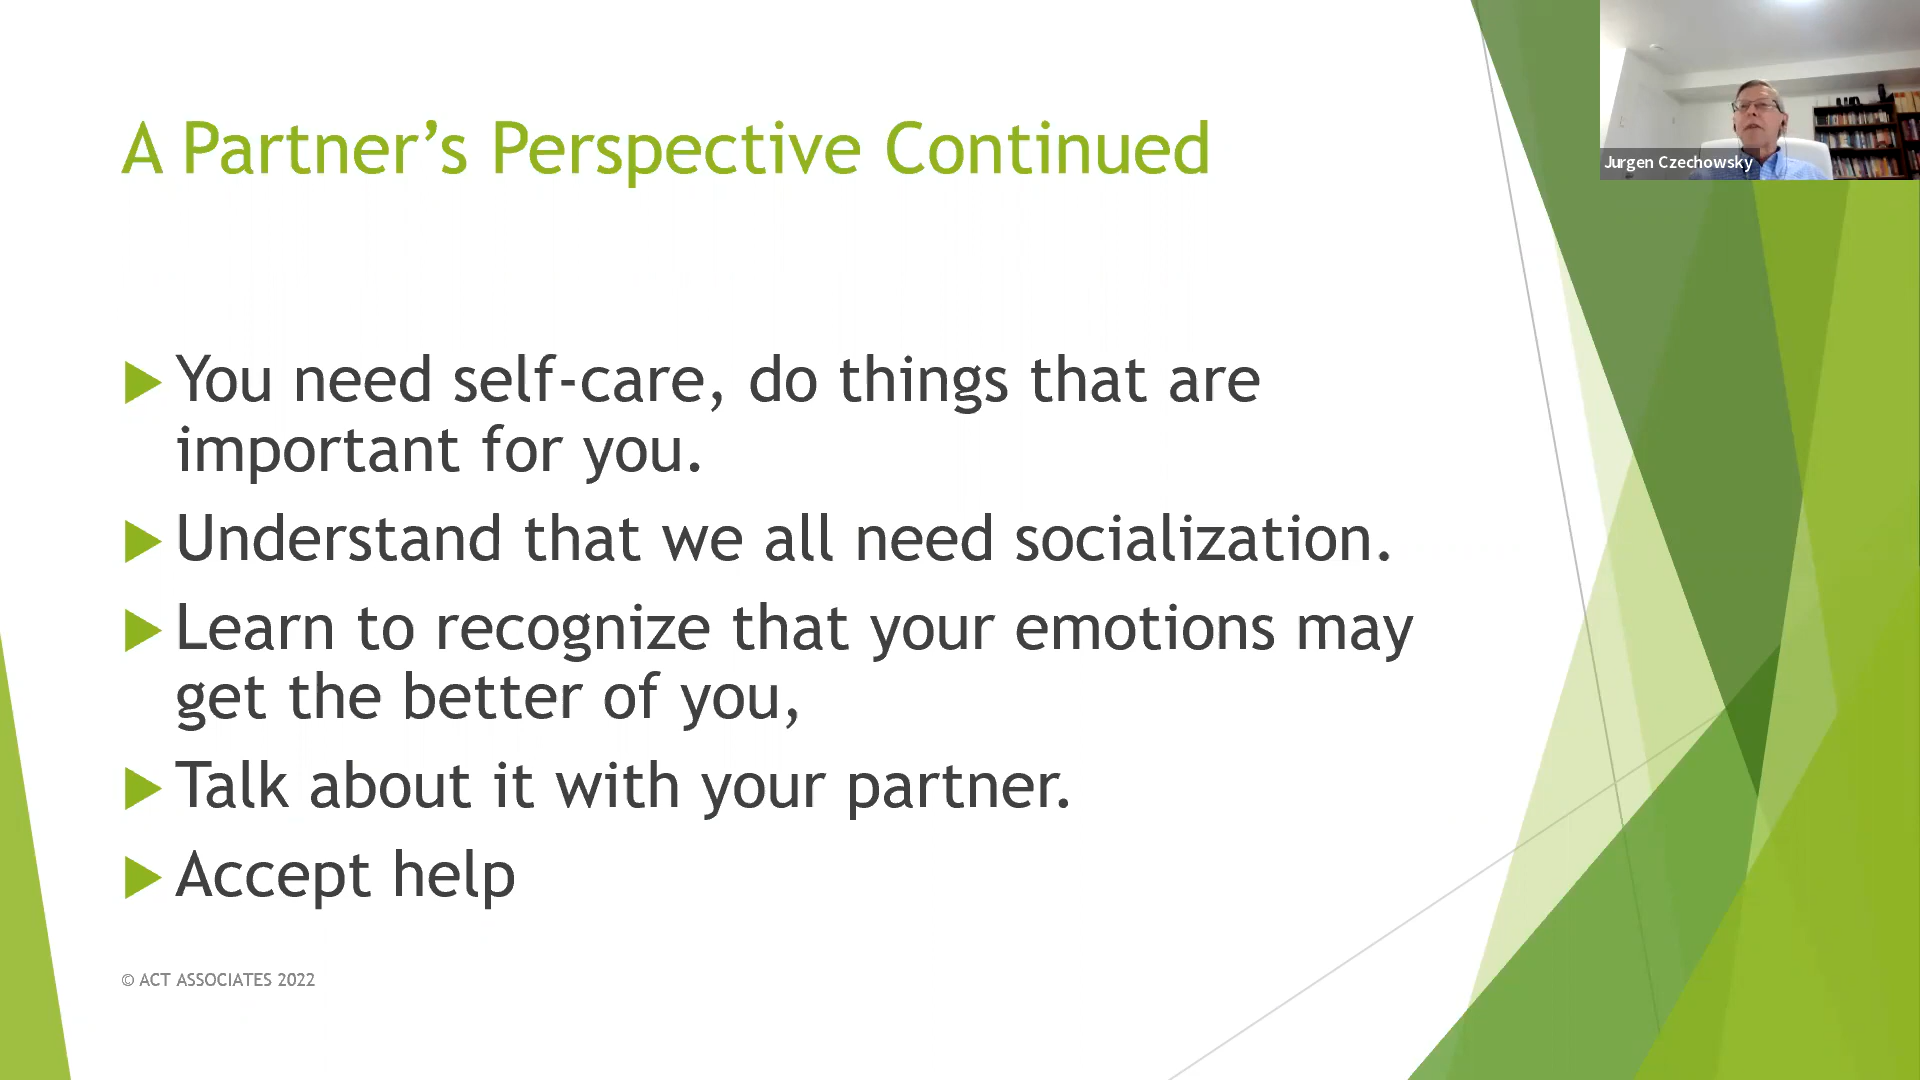 A Partner’s Perspective Continued
Jurgen Czechowsky
You need self-care, do things that are
important for you.
Understand that we all need socialization.
Learn to recognize that your emotions may
get the better of you,
Talk about it with your partner.
Accept help
© ACT ASSOCIATES 2022